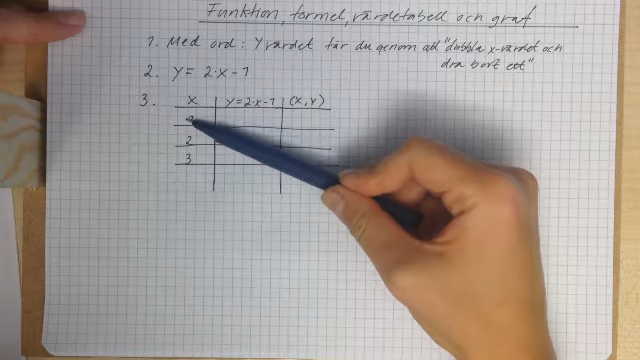 Funktion, formel, värdetabell och graf
1. Med ord: Y värdet får du genom att "dubbla x-värdet och
dra bort ett"
2. y = 2·x-1
3. x y=2·x-1 (x,y)
2
3